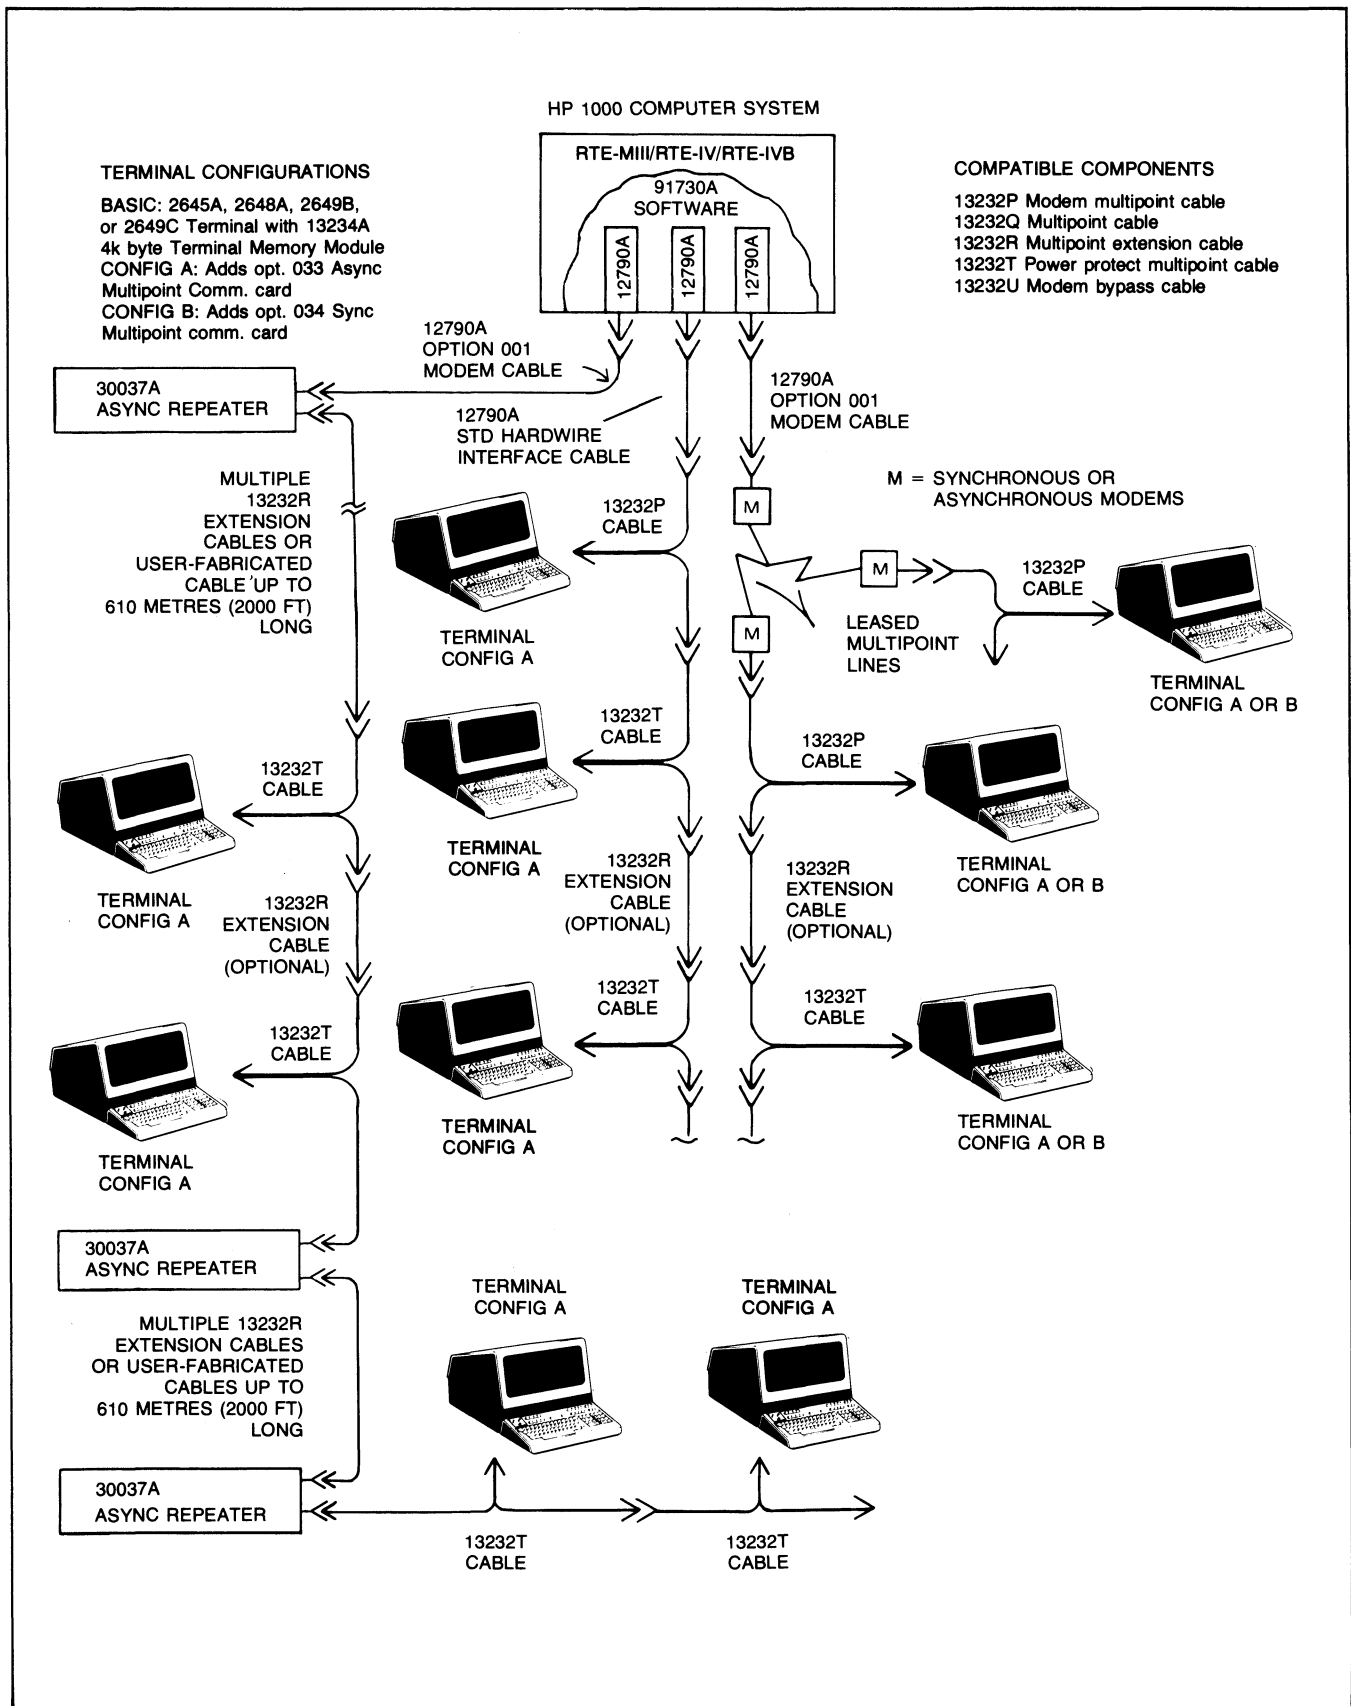 HP 1000 COMPUTER SYSTEM
RTE-MIII/RTE-IV/RTE-IVB
91730A
SOFTWARE
12790A
12790A
12790A
TERMINAL CONFIGURATIONS
BASIC: 2645A, 2648A, 2649B,
or 2649C Terminal with 13234A
4k byte Terminal Memory Module
CONFIG A: Adds opt. 033 Async
Multipoint Comm. card
CONFIG B: Adds opt. 034 Sync
Multipoint comm. card
COMPATIBLE COMPONENTS
13232P Modem multipoint cable
13232Q Multipoint cable
13232R Multipoint extension cable
13232T Power protect multipoint cable
13232U Modem bypass cable
12790A
OPTION 001
MODEM CABLE
30037A
ASYNC REPEATER
12790A
STD HARDWIRE
INTERFACE CABLE
12790A
OPTION 001
MODEM CABLE
M = SYNCHRONOUS OR
ASYNCHRONOUS MODEMS
MULTIPLE
13232R
EXTENSION
CABLES OR
USER-FABRICATED
CABLE UP TO
610 METRES (2000 FT)
LONG
13232P
CABLE
M
M
M
13232P
CABLE
LEASED
MULTIPOINT
LINES
TERMINAL
CONFIG A
TERMINAL
CONFIG A OR B
13232T
CABLE
13232P
CABLE
13232T
CABLE
TERMINAL
CONFIG A
TERMINAL
CONFIG A OR B
TERMINAL
CONFIG A
13232R
EXTENSION
CABLE
(OPTIONAL)
13232R
EXTENSION
CABLE
(OPTIONAL)
13232R
EXTENSION
CABLE
(OPTIONAL)
13232T
CABLE
13232T
CABLE
13232T
CABLE
TERMINAL
CONFIG A
TERMINAL
CONFIG A OR B
TERMINAL
CONFIG A
30037A
ASYNC REPEATER
TERMINAL
CONFIG A
TERMINAL
CONFIG A
MULTIPLE 13232R
EXTENSION CABLES
OR USER-FABRICATED
CABLES UP TO
610 METRES (2000 FT)
LONG
30037A
ASYNC REPEATER
13232T
CABLE
13232T
CABLE